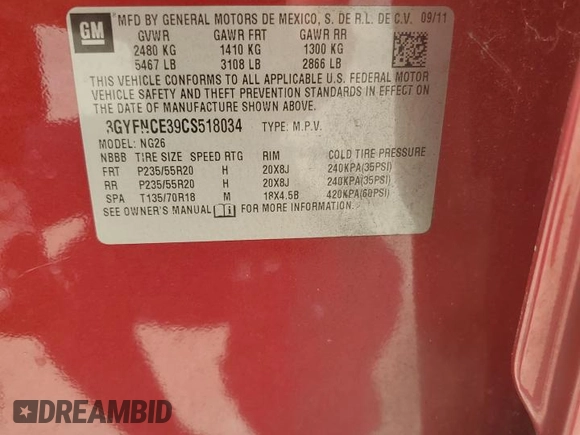 GM
MFD BY GENERAL MOTORS DE MEXICO, S. DE R.L. DE C.V. 09/11
GVWR GAWR FRT GAWR RR
2480 KG 1410 KG 1300 KG
5467 LB 3108 LB 2866 LB
THIS VEHICLE CONFORMS TO ALL APPLICABLE U.S. FEDERAL MOTOR
VEHICLE SAFETY AND THEFT PREVENTION STANDARDS IN EFFECT ON
THE DATE OF MANUFACTURE SHOWN ABOVE.
3GYFNCE39CS518034 TYPE: M.P.V.
MODEL: NG26
NBBB TIRE SIZE SPEED RTG RIM COLD TIRE PRESSURE
FRT P235/55R20 H 20X8J 240KPA(35PSI)
RR P235/55R20 H 20X8J 240KPA(35PSI)
SPA T135/70R18 M 18X4.5B 420KPA(60PSI)
SEE OWNER'S MANUAL FOR MORE INFORMATION.
DREAMBID